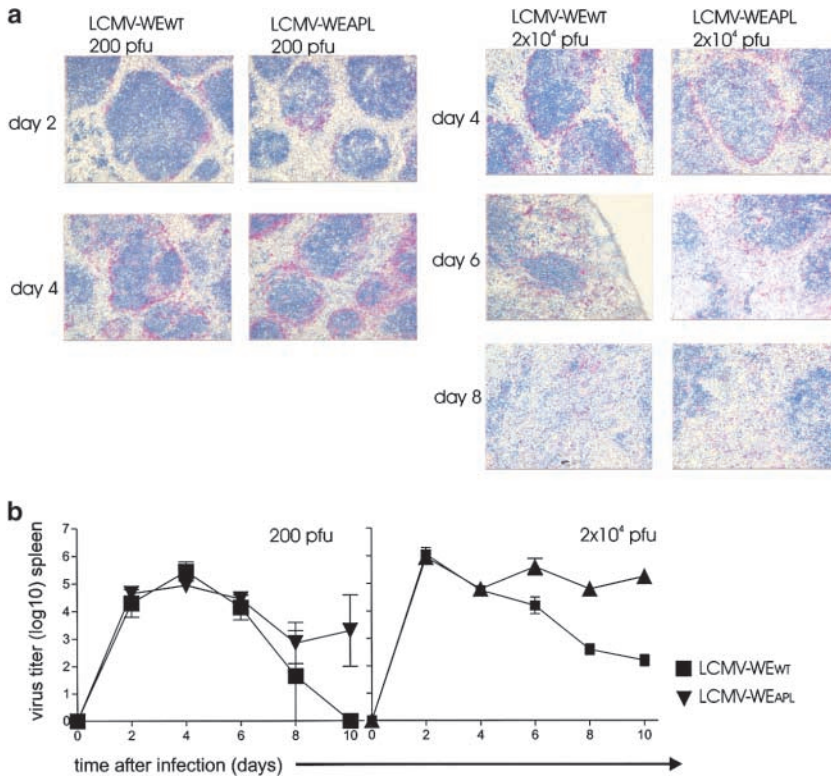 a
LCMV-WEWT
200 pfu
LCMV-WEAPL
200 pfu
LCMV-WEWT
2x10⁴ pfu
LCMV-WEAPL
2x10⁴ pfu
day 2
day 4
day 4
day 6
day 8
b
virus titer (log10) spleen
7
6
5
4
3
2
1
0
200 pfu
2x10⁴ pfu
0 2 4 6 8 10
0 2 4 6 8 10
LCMV-WEWT
LCMV-WEAPL
time after infection (days)